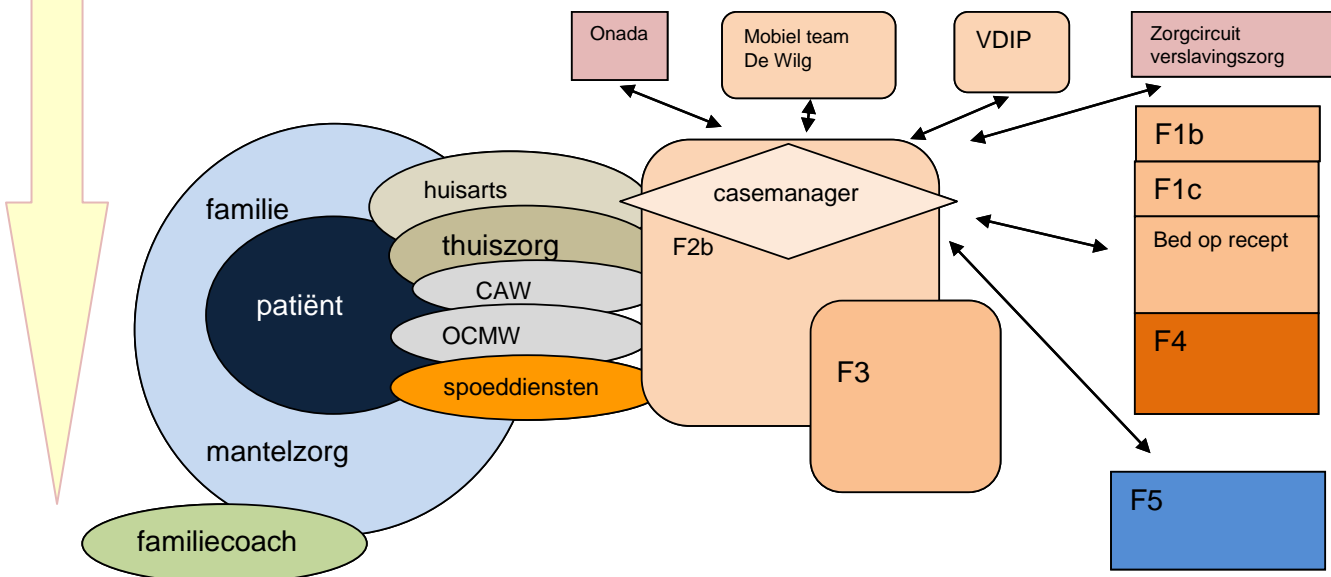 Onada
Mobiel team
De Wilg
VDIP
Zorgcircuit
verslavingszorg
F1b
F1c
Bed op recept
F4
F5
familie
patiënt
mantelzorg
familiecoach
huisarts
thuiszorg
CAW
OCMW
spoeddiensten
casemanager
F2b
F3